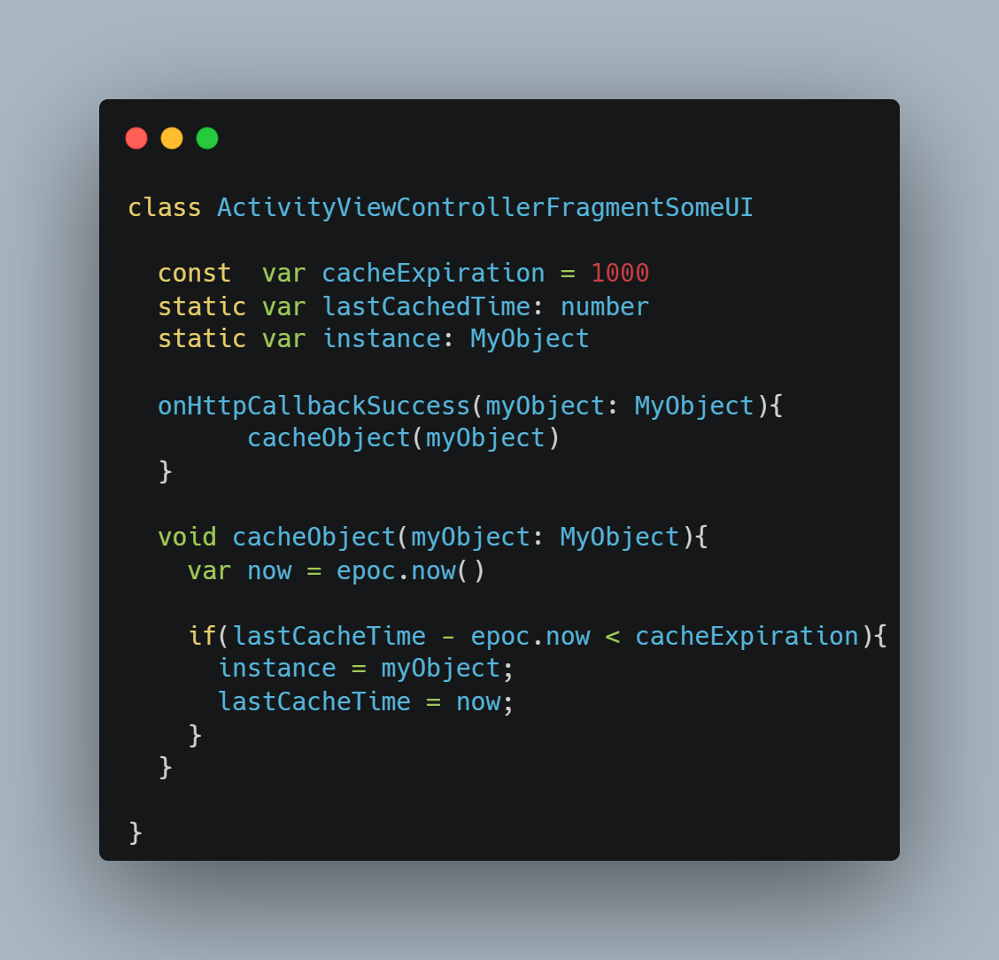 class ActivityViewControllerFragmentSomeUI
const  var cacheExpiration = 1000
static var lastCachedTime: number
static var instance: MyObject
onHttpCallbackSuccess(myObject: MyObject){
cacheObject(myObject)
}
void cacheObject(myObject: MyObject){
var now = epoc.now()
if(lastCacheTime - epoc.now < cacheExpiration){
instance = myObject;
lastCacheTime = now;
}
}
}